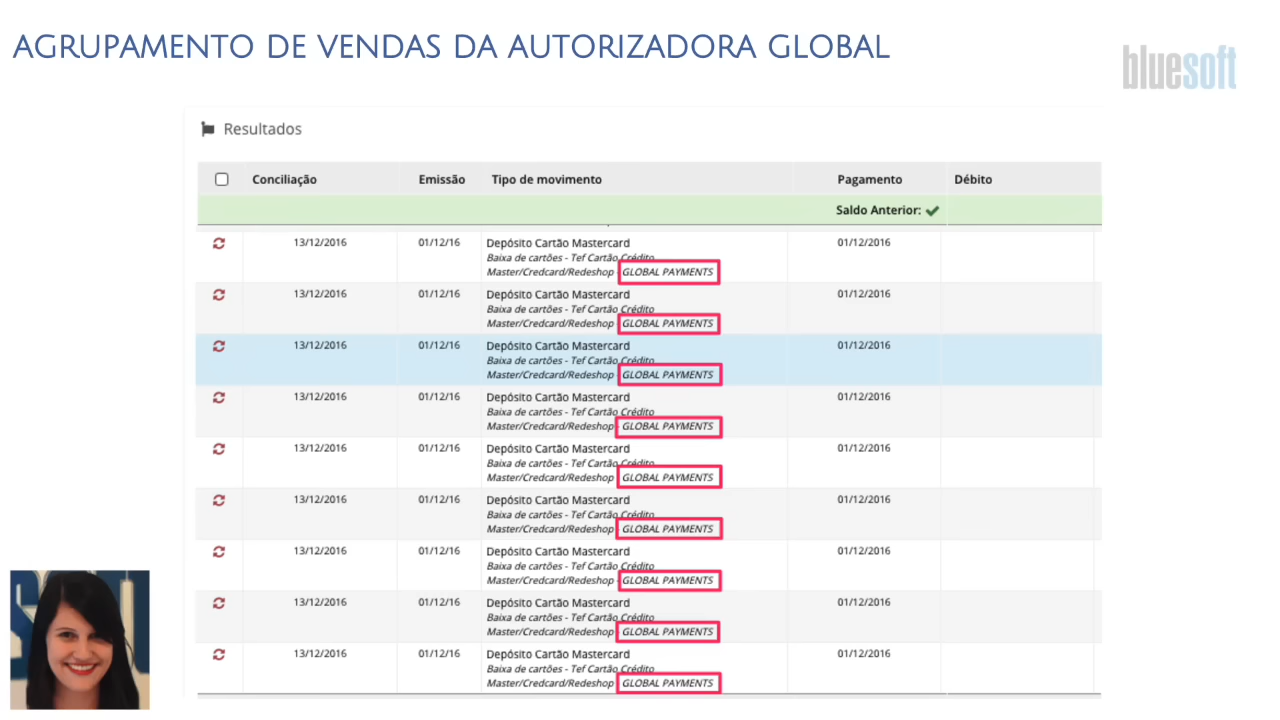 AGRUPAMENTO DE VENDAS DA AUTORIZADORA GLOBAL
bluesoft
Resultados
Conciliação Emissão Tipo de movimento Pagamento Débito
Saldo Anterior:
13/12/2016 01/12/16 Depósito Cartão Mastercard 01/12/2016
Baixa de cartões - Tef Cartão Crédito
Master/Credcard/Redeshop - GLOBAL PAYMENTS
13/12/2016 01/12/16 Depósito Cartão Mastercard 01/12/2016
Baixa de cartões - Tef Cartão Crédito
Master/Credcard/Redeshop GLOBAL PAYMENTS
13/12/2016 01/12/16 Depósito Cartão Mastercard 01/12/2016
Baixa de cartões - Tef Cartão Crédito
Master/Credcard/Redeshop GLOBAL PAYMENTS
13/12/2016 01/12/16 Depósito Cartão Mastercard 01/12/2016
Baixa de cartões - Tef Cartão Crédito
Master/Credcard/Redeshop - GLOBAL PAYMENTS
13/12/2016 01/12/16 Depósito Cartão Mastercard 01/12/2016
Baixa de cartões - Tef Cartão Crédito
Master/Credcard/Redeshop GLOBAL PAYMENTS
13/12/2016 01/12/16 Depósito Cartão Mastercard 01/12/2016
Baixa de cartões - Tef Cartão Crédito
Master/Credcard/Redeshop GLOBAL PAYMENTS
13/12/2016 01/12/16 Depósito Cartão Mastercard 01/12/2016
Baixa de cartões - Tef Cartão Crédito
Master/Credcard/Redeshop - GLOBAL PAYMENTS
13/12/2016 01/12/16 Depósito Cartão Mastercard 01/12/2016
Baixa de cartões - Tef Cartão Crédito
Master/Credcard/Redeshop GLOBAL PAYMENTS
13/12/2016 01/12/16 Depósito Cartão Mastercard 01/12/2016
Baixa de cartões - Tef Cartão Crédito
Master/Credcard/Redeshop GLOBAL PAYMENTS